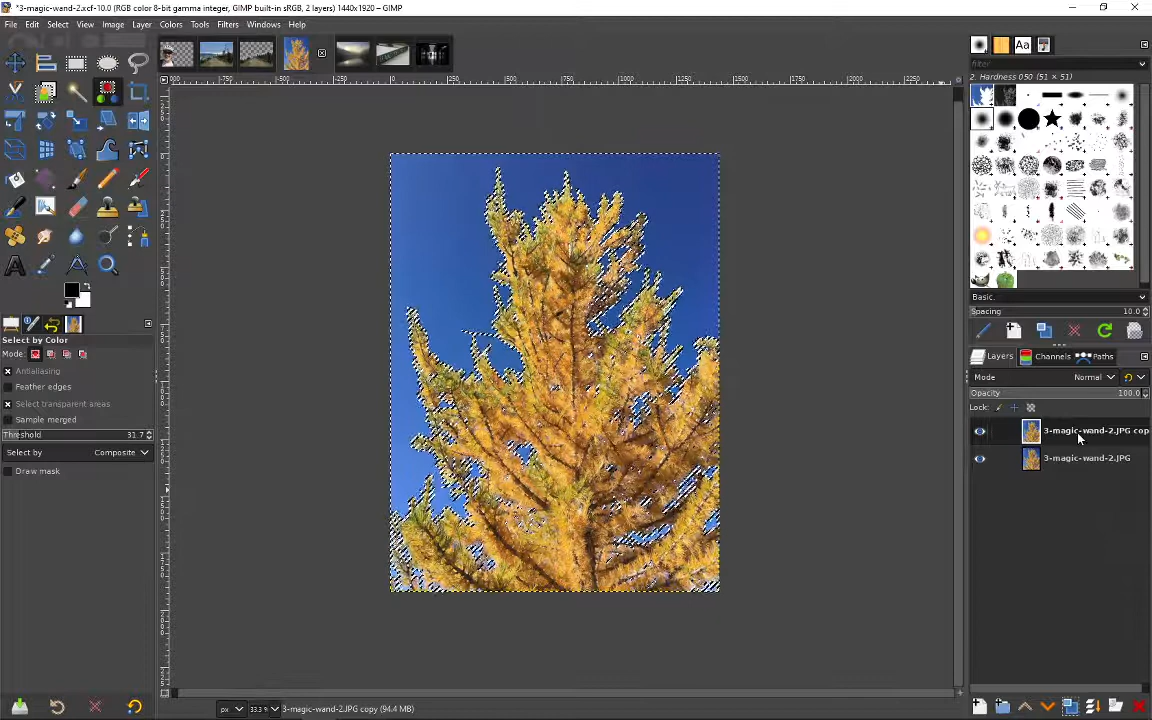 *3-magic-wand-2.xcf-10.0 (RGB color 8-bit gamma integer, GIMP built-in sRGB, 2 layers) 1440x1920 – GIMP
File Edit Select View Image Layer Colors Tools Filters Windows Help
filter
2. Hardness 050 (51 × 51)
Select by Color
Mode:
Antialiasing
Feather edges
Select transparent areas
Sample merged
Threshold 31.7
Select by Composite
Draw mask
Basic.
Spacing 10.0
Layers Channels Paths
Mode Normal
Opacity 100.0
Lock:
3-magic-wand-2.JPG cop
3-magic-wand-2.JPG
px 33.3 % 3-magic-wand-2.JPG copy (94.4 MB)